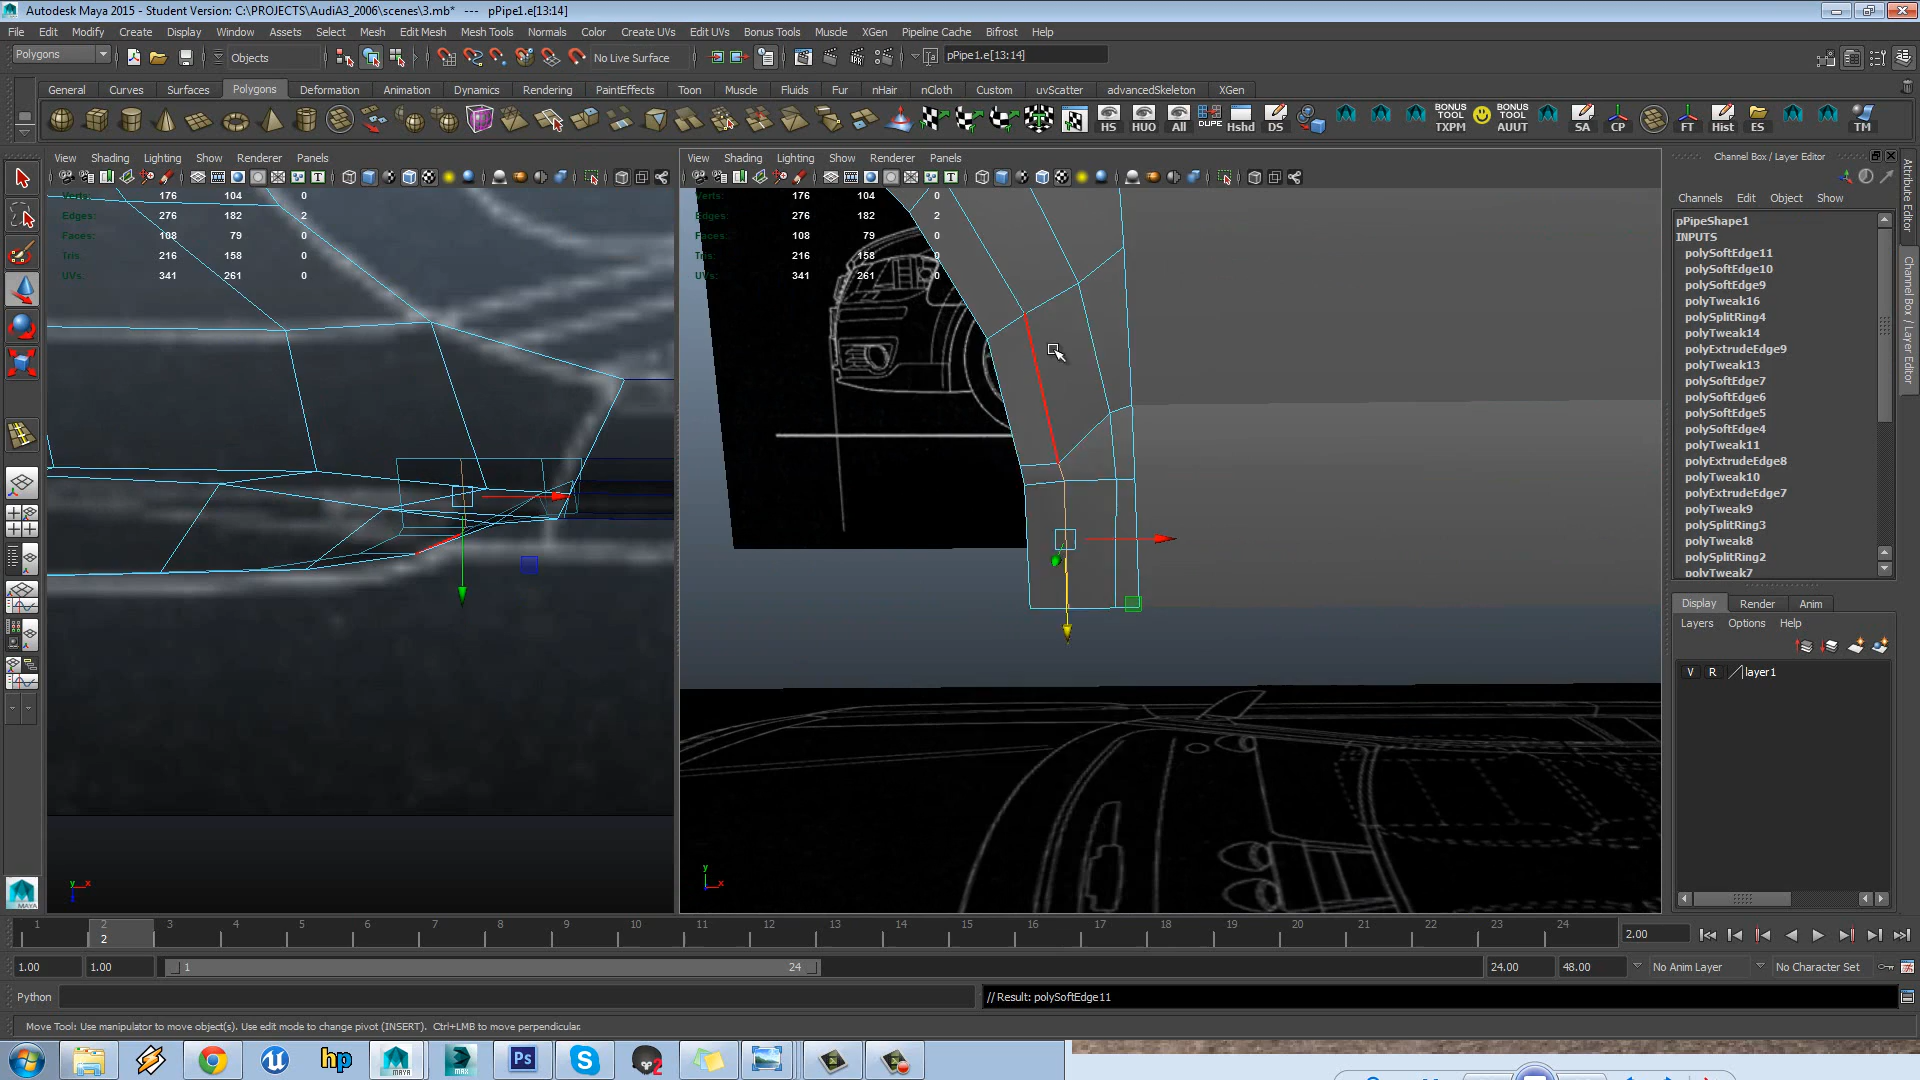 Autodesk Maya 2015 - Student Version: C:\PROJECTS\AudiA3_2006\scenes\3.mb*   ---   pPipe1.e[13:14]
File Edit Modify Create Display Window Assets Select Mesh Edit Mesh Mesh Tools Normals Color Create UVs Edit UVs Bonus Tools Muscle XGen Pipeline Cache Bifrost Help
Polygons Objects No Live Surface pPipe1.e[13:14]
General Curves Surfaces Polygons Deformation Animation Dynamics Rendering PaintEffects Toon Muscle Fluids Fur nHair nCloth Custom uvScatter advancedSkeleton XGen
HS HUO All DUPE Hshd DS BONUS TOOL TXPM BONUS TOOL AUUT SA CP FT Hist ES TM
View Shading Lighting Show Renderer Panels
View Shading Lighting Show Renderer Panels
Channel Box / Layer Editor
Channels Edit Object Show
Verts: 176 104 0
Edges: 276 182 2
Faces: 108 79 0
Tris: 216 158 0
UVs: 341 261 0
Verts: 176 104 0
Edges: 276 182 2
Faces: 108 79 0
Tris: 216 158 0
UVs: 341 261 0
pPipeShape1
INPUTS
polySoftEdge11
polySoftEdge10
polySoftEdge9
polyTweak16
polySplitRing4
polyTweak14
polyExtrudeEdge9
polyTweak13
polySoftEdge7
polySoftEdge6
polySoftEdge5
polySoftEdge4
polyTweak11
polyExtrudeEdge8
polyTweak10
polyExtrudeEdge7
polyTweak9
polySplitRing3
polyTweak8
polySplitRing2
polyTweak7
Attribute Editor
Channel Box / Layer Editor
Display Render Anim
Layers Options Help
V R layer1
MAYA
y x
y x
1 2 3 4 5 6 7 8 9 10 11 12 13 14 15 16 17 18 19 20 21 22 23 24
2
2.00
1.00 1.00 1 24 24.00 48.00 No Anim Layer No Character Set
Python // Result: polySoftEdge11
Move Tool: Use manipulator to move object(s). Use edit mode to change pivot (INSERT).  Ctrl+LMB to move perpendicular.
hp MAYA MAX Ps S 2